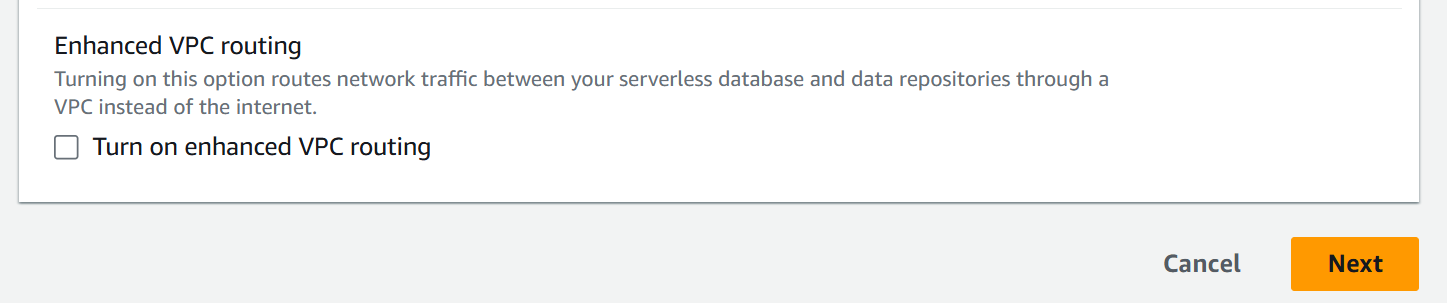 Enhanced VPC routing
Turning on this option routes network traffic between your serverless database and data repositories through a
VPC instead of the internet.
Turn on enhanced VPC routing
Cancel
Next